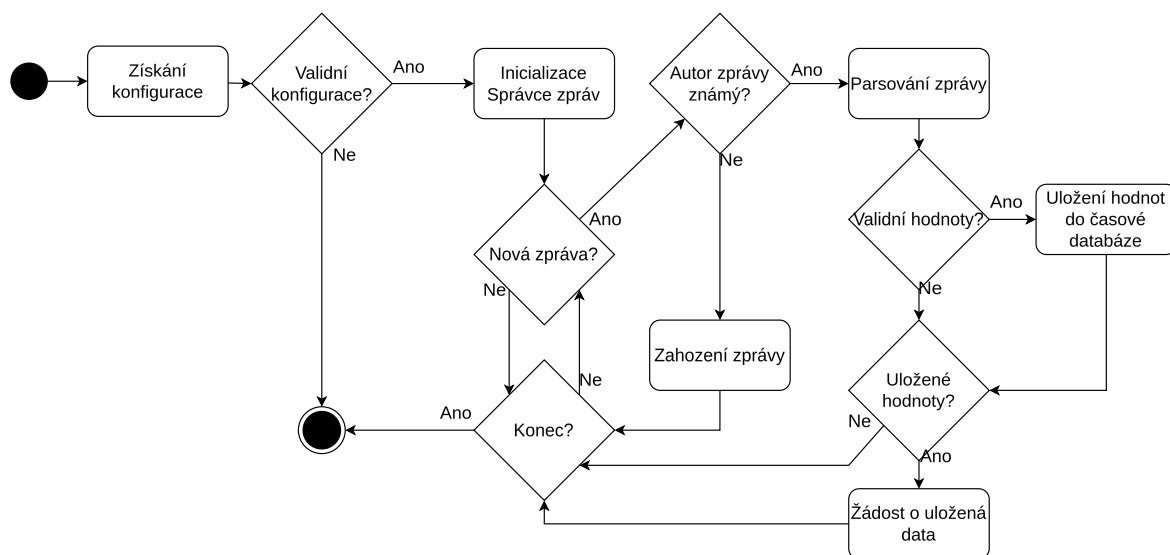 Získání
konfigurace
Validní
konfigurace?
Ano
Ne
Inicializace
Správce zpráv
Nová zpráva?
Ano
Ne
Autor zprávy
známý?
Ano
Ne
Parsování zprávy
Validní hodnoty?
Ano
Ne
Uložení hodnot
do časové
databáze
Zahození zprávy
Uložené
hodnoty?
Ne
Ano
Konec?
Ne
Ano
Žádost o uložená
data